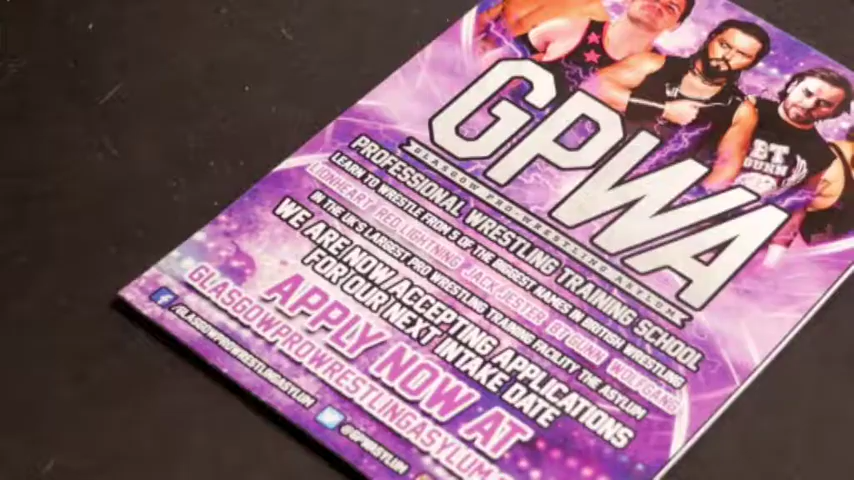 GPWA
GLASGOW PRO-WRESTLING ASYLUM
PROFESSIONAL WRESTLING TRAINING SCHOOL
LEARN TO WRESTLE FROM 5 OF THE BIGGEST NAMES IN BRITISH WRESTLING
LIONHEART RED LIGHTNING JACK JESTER BT GUNN WOLFGANG
IN THE UK'S LARGEST PRO WRESTLING TRAINING FACILITY THE ASYLUM
WE ARE NOW ACCEPTING APPLICATIONS
FOR OUR NEXT INTAKE DATE
APPLY NOW AT
GLASGOWPROWRESTLINGASYLUM
/GLASGOWPROWRESTLINGASYLUM
@GPWASYLUM
BT
GUNN